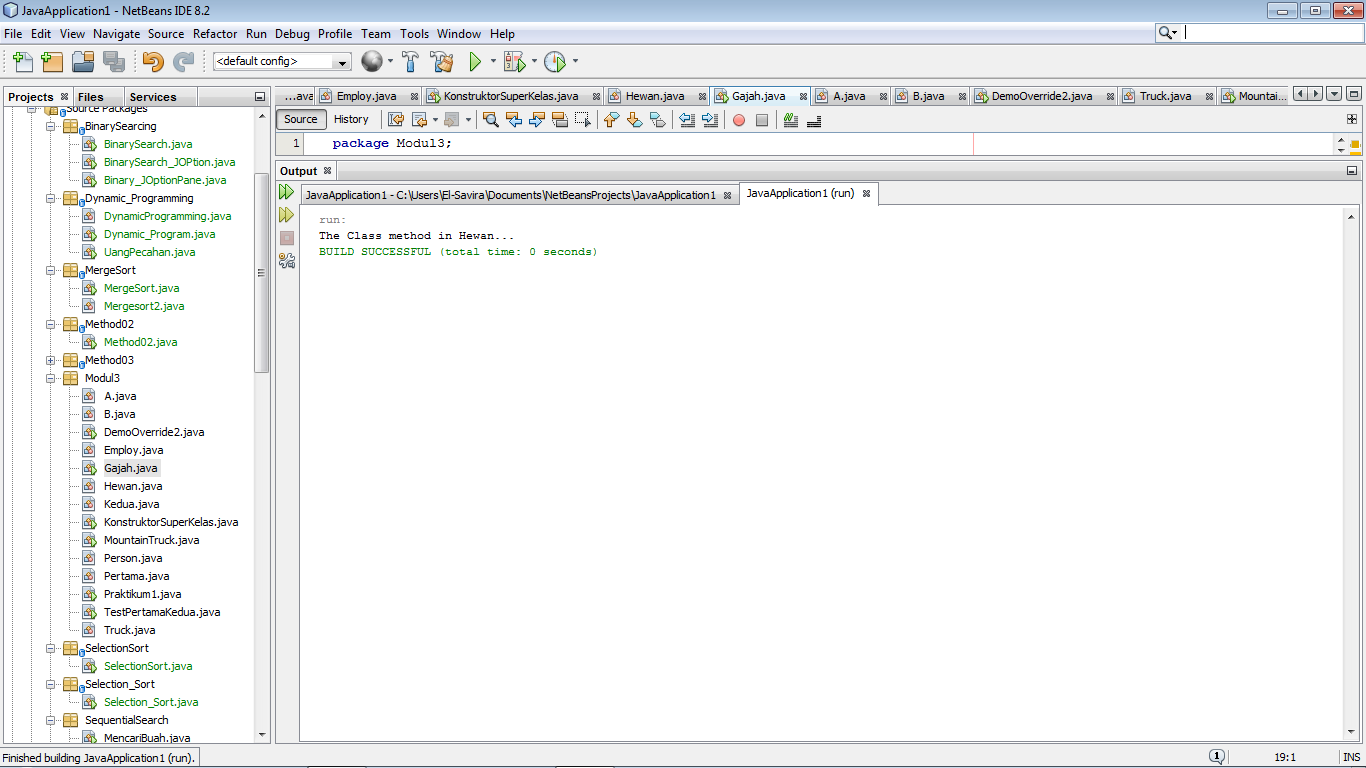 JavaApplication1 - NetBeans IDE 8.2
File Edit View Navigate Source Refactor Run Debug Profile Team Tools Window Help
<default config>
Projects Files Services
Source Packages
BinarySearcing
BinarySearch.java
BinarySearch_JOPtion.java
Binary_JOptionPane.java
Dynamic_Programming
DynamicProgramming.java
Dynamic_Program.java
UangPecahan.java
MergeSort
MergeSort.java
Mergesort2.java
Method02
Method02.java
Method03
Modul3
A.java
B.java
DemoOverride2.java
Employ.java
Gajah.java
Hewan.java
Kedua.java
KonstruktorSuperKelas.java
MountainTruck.java
Person.java
Pertama.java
Praktikum1.java
TestPertamaKedua.java
Truck.java
SelectionSort
SelectionSort.java
Selection_Sort
Selection_Sort.java
SequentialSearch
MencariBuah.java
...ava Employ.java KonstruktorSuperKelas.java Hewan.java Gajah.java A.java B.java DemoOverride2.java Truck.java Mountai...
Source History
1 package Modul3;
Output
JavaApplication1 - C:\Users\El-Savira\Documents\NetBeansProjects\JavaApplication1 JavaApplication1 (run)
run:
The Class method in Hewan...
BUILD SUCCESSFUL (total time: 0 seconds)
Finished building JavaApplication1 (run). 1 19:1 INS